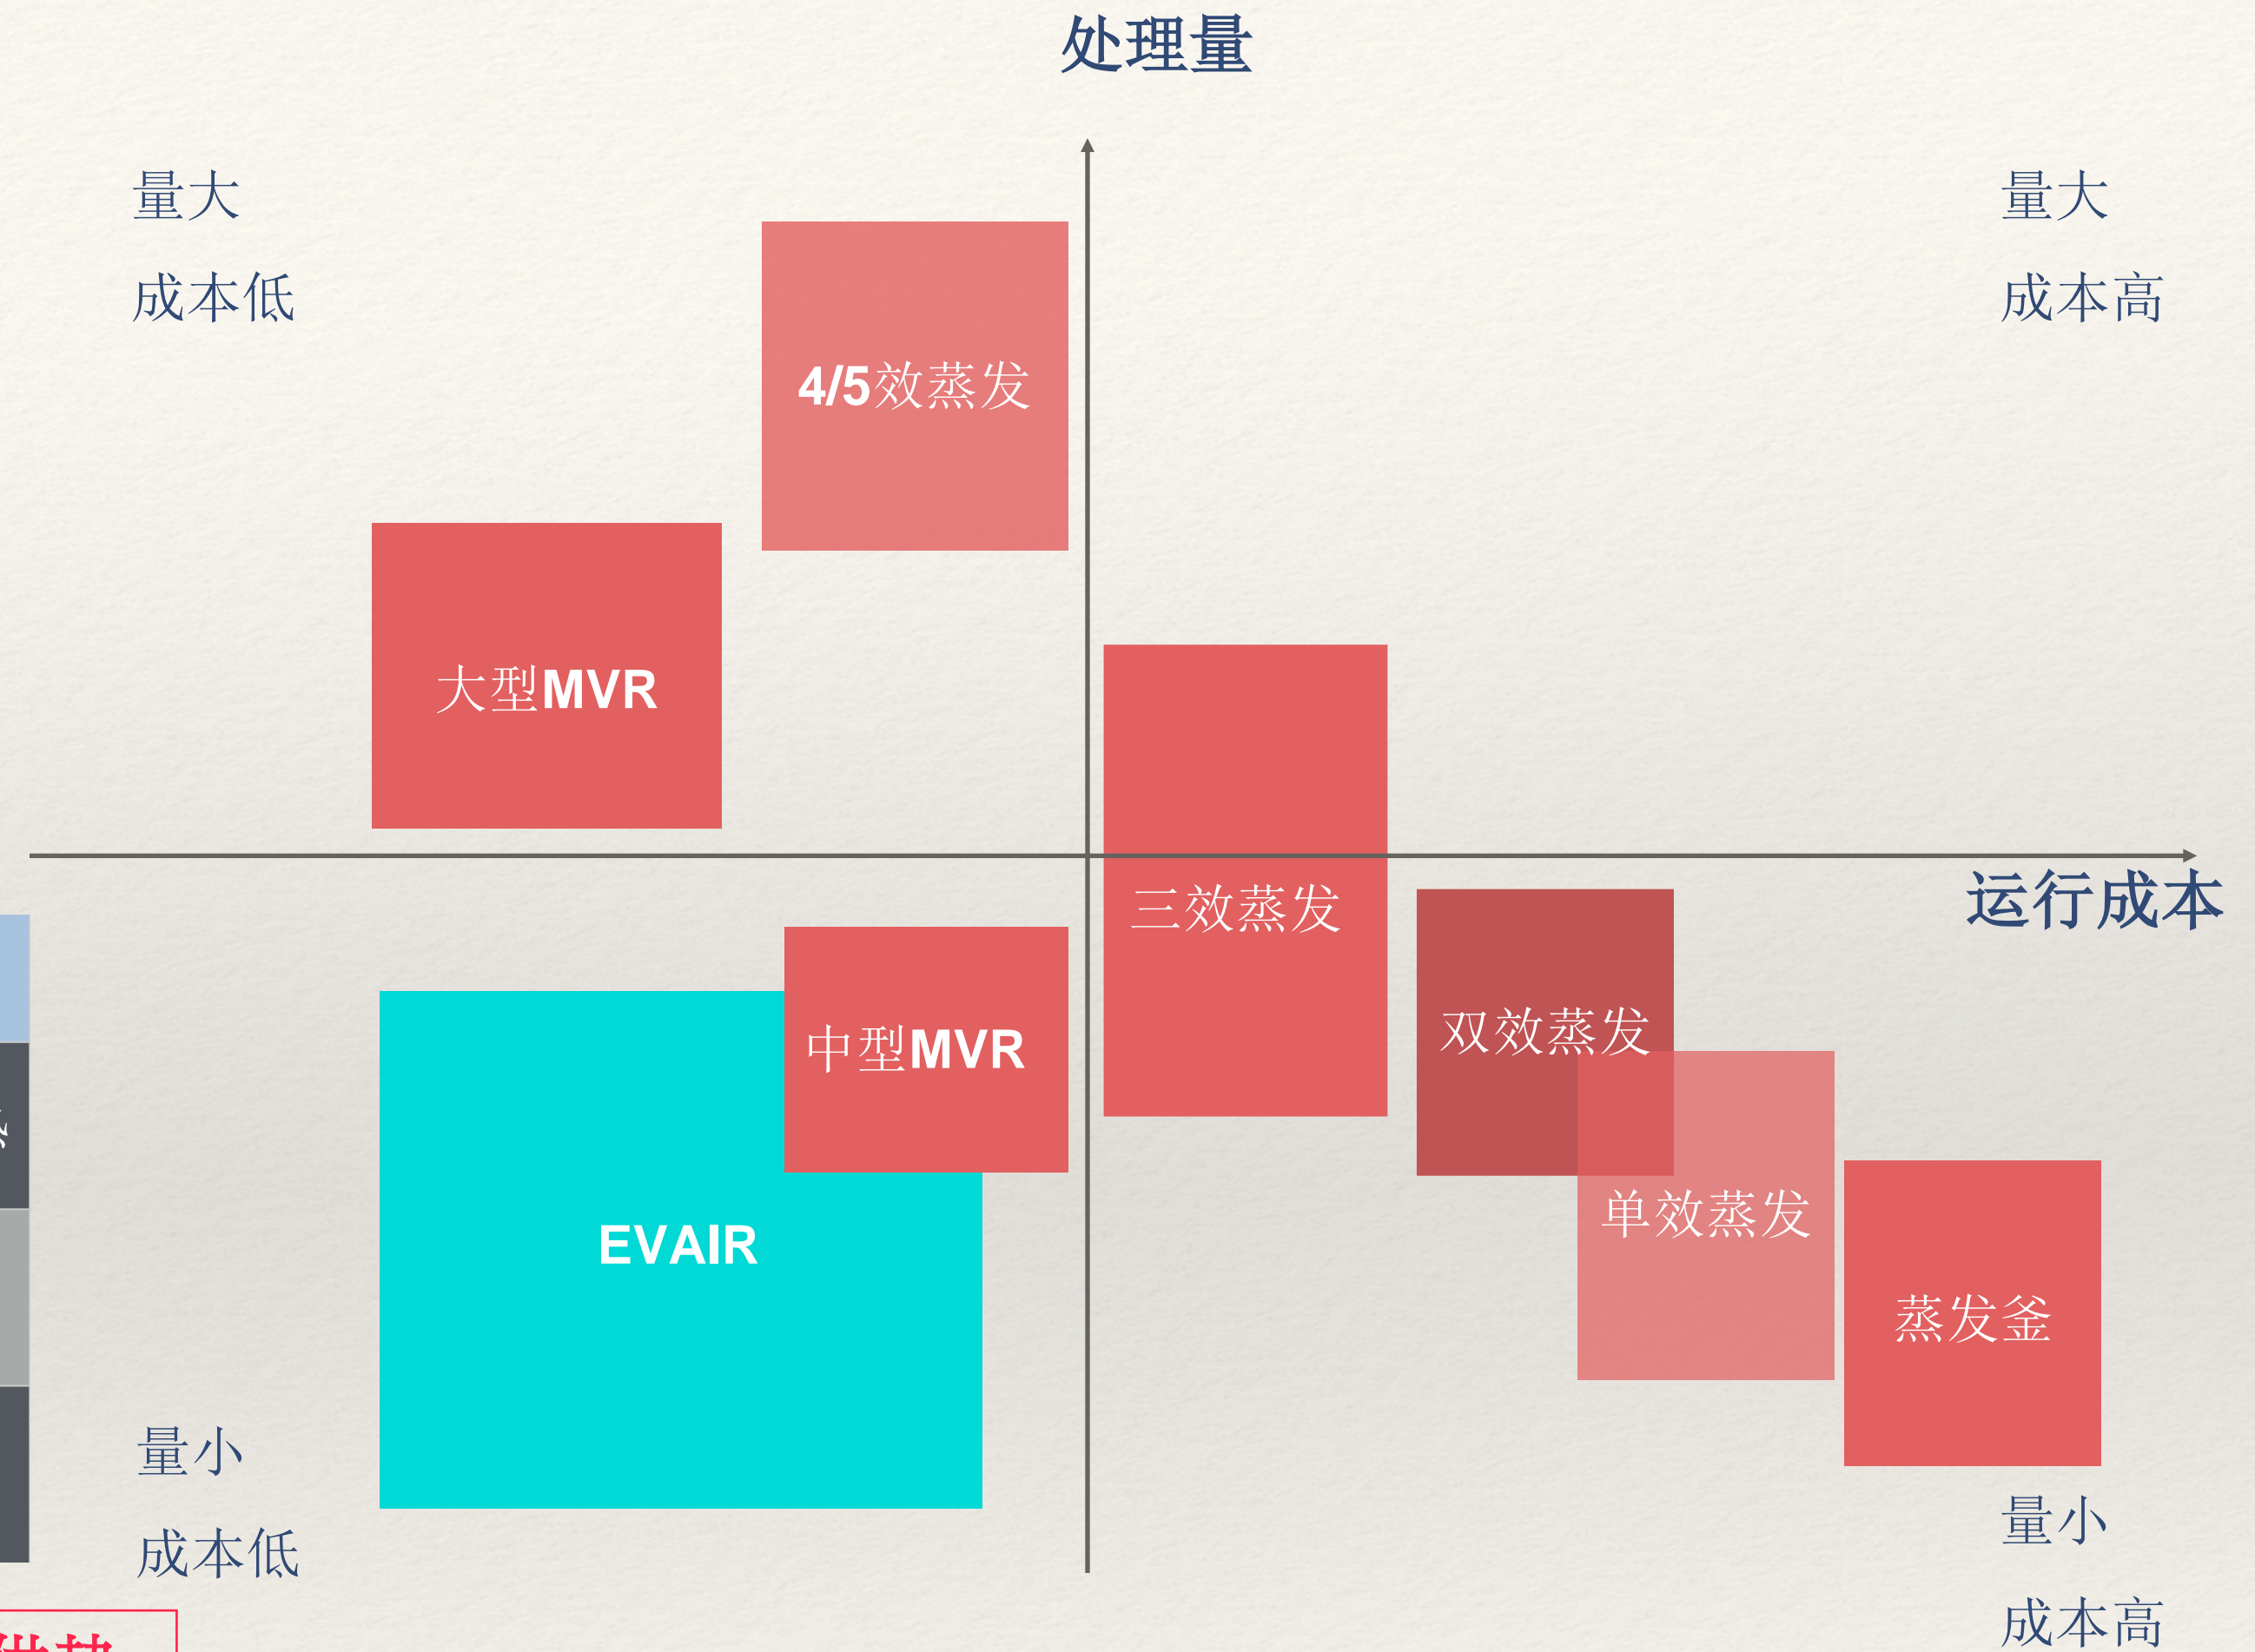 处理量
量大
成本低
量大
成本高
4/5效蒸发
大型MVR
三效蒸发
运行成本
双效蒸发
中型MVR
单效蒸发
EVAIR
蒸发釜
量小
成本低
量小
成本高